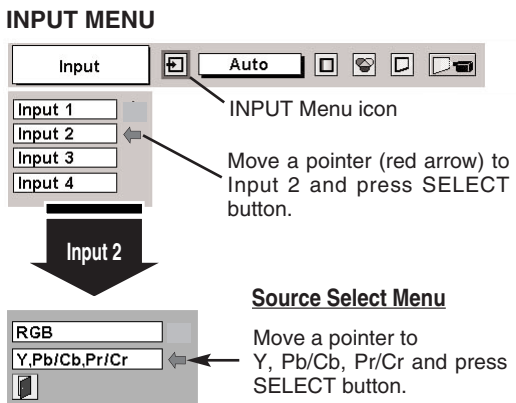 INPUT MENU
Input
Auto
INPUT Menu icon
Input 1
Input 2
Input 3
Input 4
Move a pointer (red arrow) to
Input 2 and press SELECT
button.
Input 2
Source Select Menu
RGB
Y,Pb/Cb,Pr/Cr
Move a pointer to
Y, Pb/Cb, Pr/Cr and press
SELECT button.